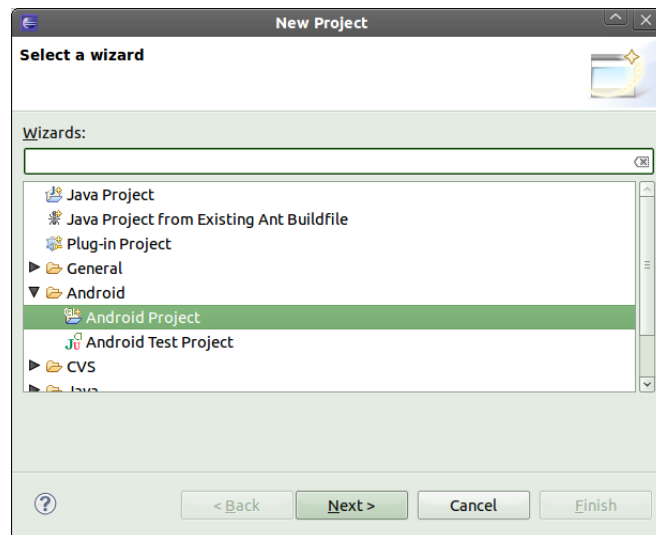 New Project
Select a wizard
Wizards:
Java Project
Java Project from Existing Ant Buildfile
Plug-in Project
General
Android
Android Project
Android Test Project
CVS
Java
< Back
Next >
Cancel
Finish